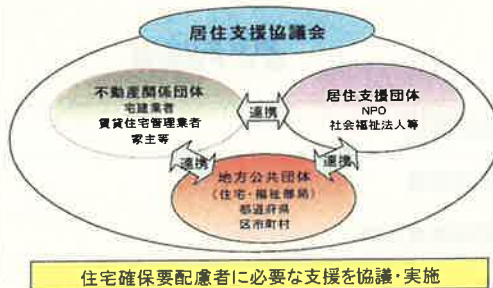 居住支援協議会
不動産関係団体
宅建業者
賃貸住宅管理業者
家主等
連携
居住支援団体
NPO
社会福祉法人等
連携
連携
地方公共団体
(住宅・福祉部局)
都道府県
区市町村
住宅確保要配慮者に必要な支援を協議・実施